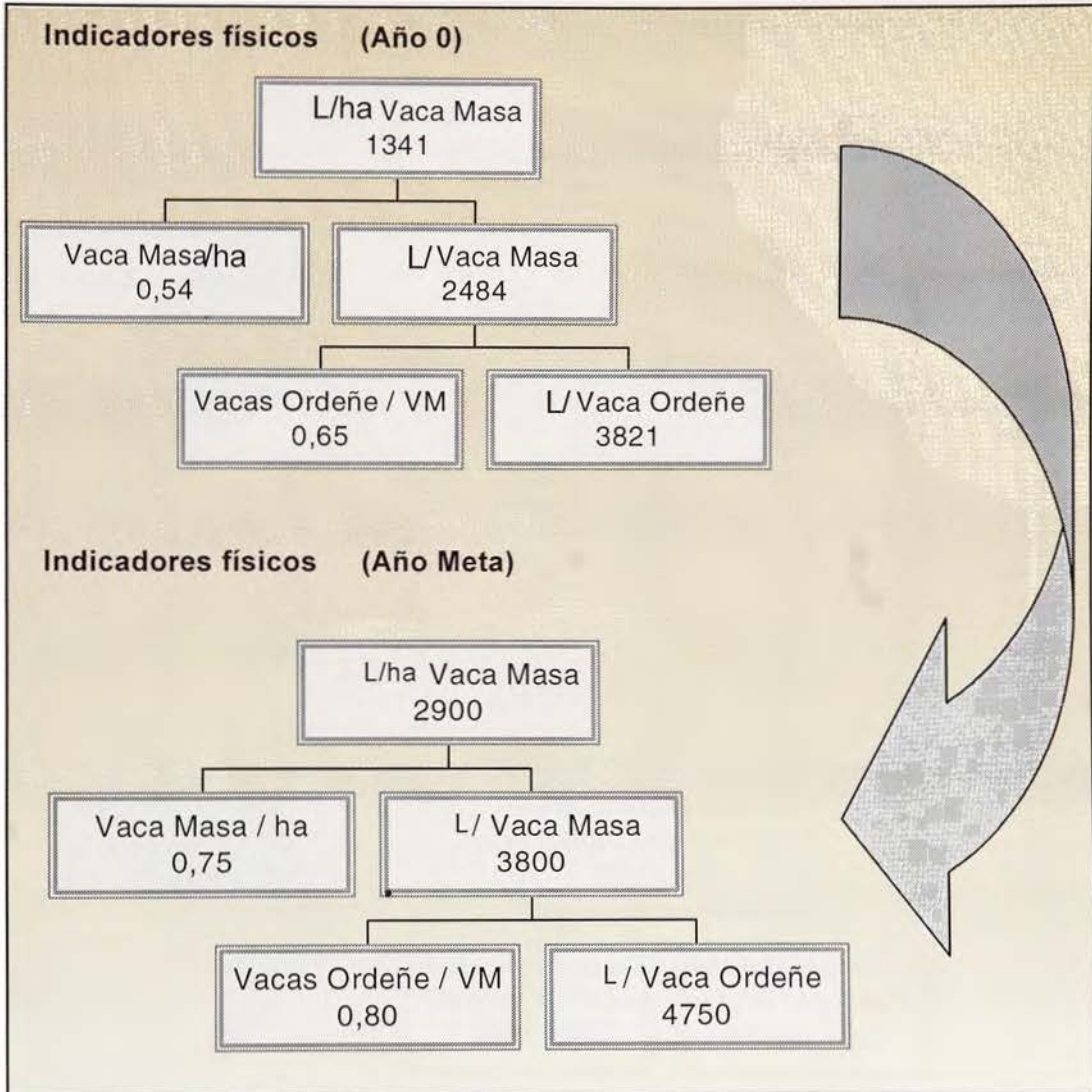 Indicadores físicos (Año 0)
L/ha Vaca Masa
1341
Vaca Masa/ha
0,54
L/Vaca Masa
2484
Vacas Ordeñe / VM
0,65
L/Vaca Ordeñe
3821
Indicadores físicos (Año Meta)
L/ha Vaca Masa
2900
Vaca Masa / ha
0,75
L/ Vaca Masa
3800
Vacas Ordeñe / VM
0,80
L/ Vaca Ordeñe
4750